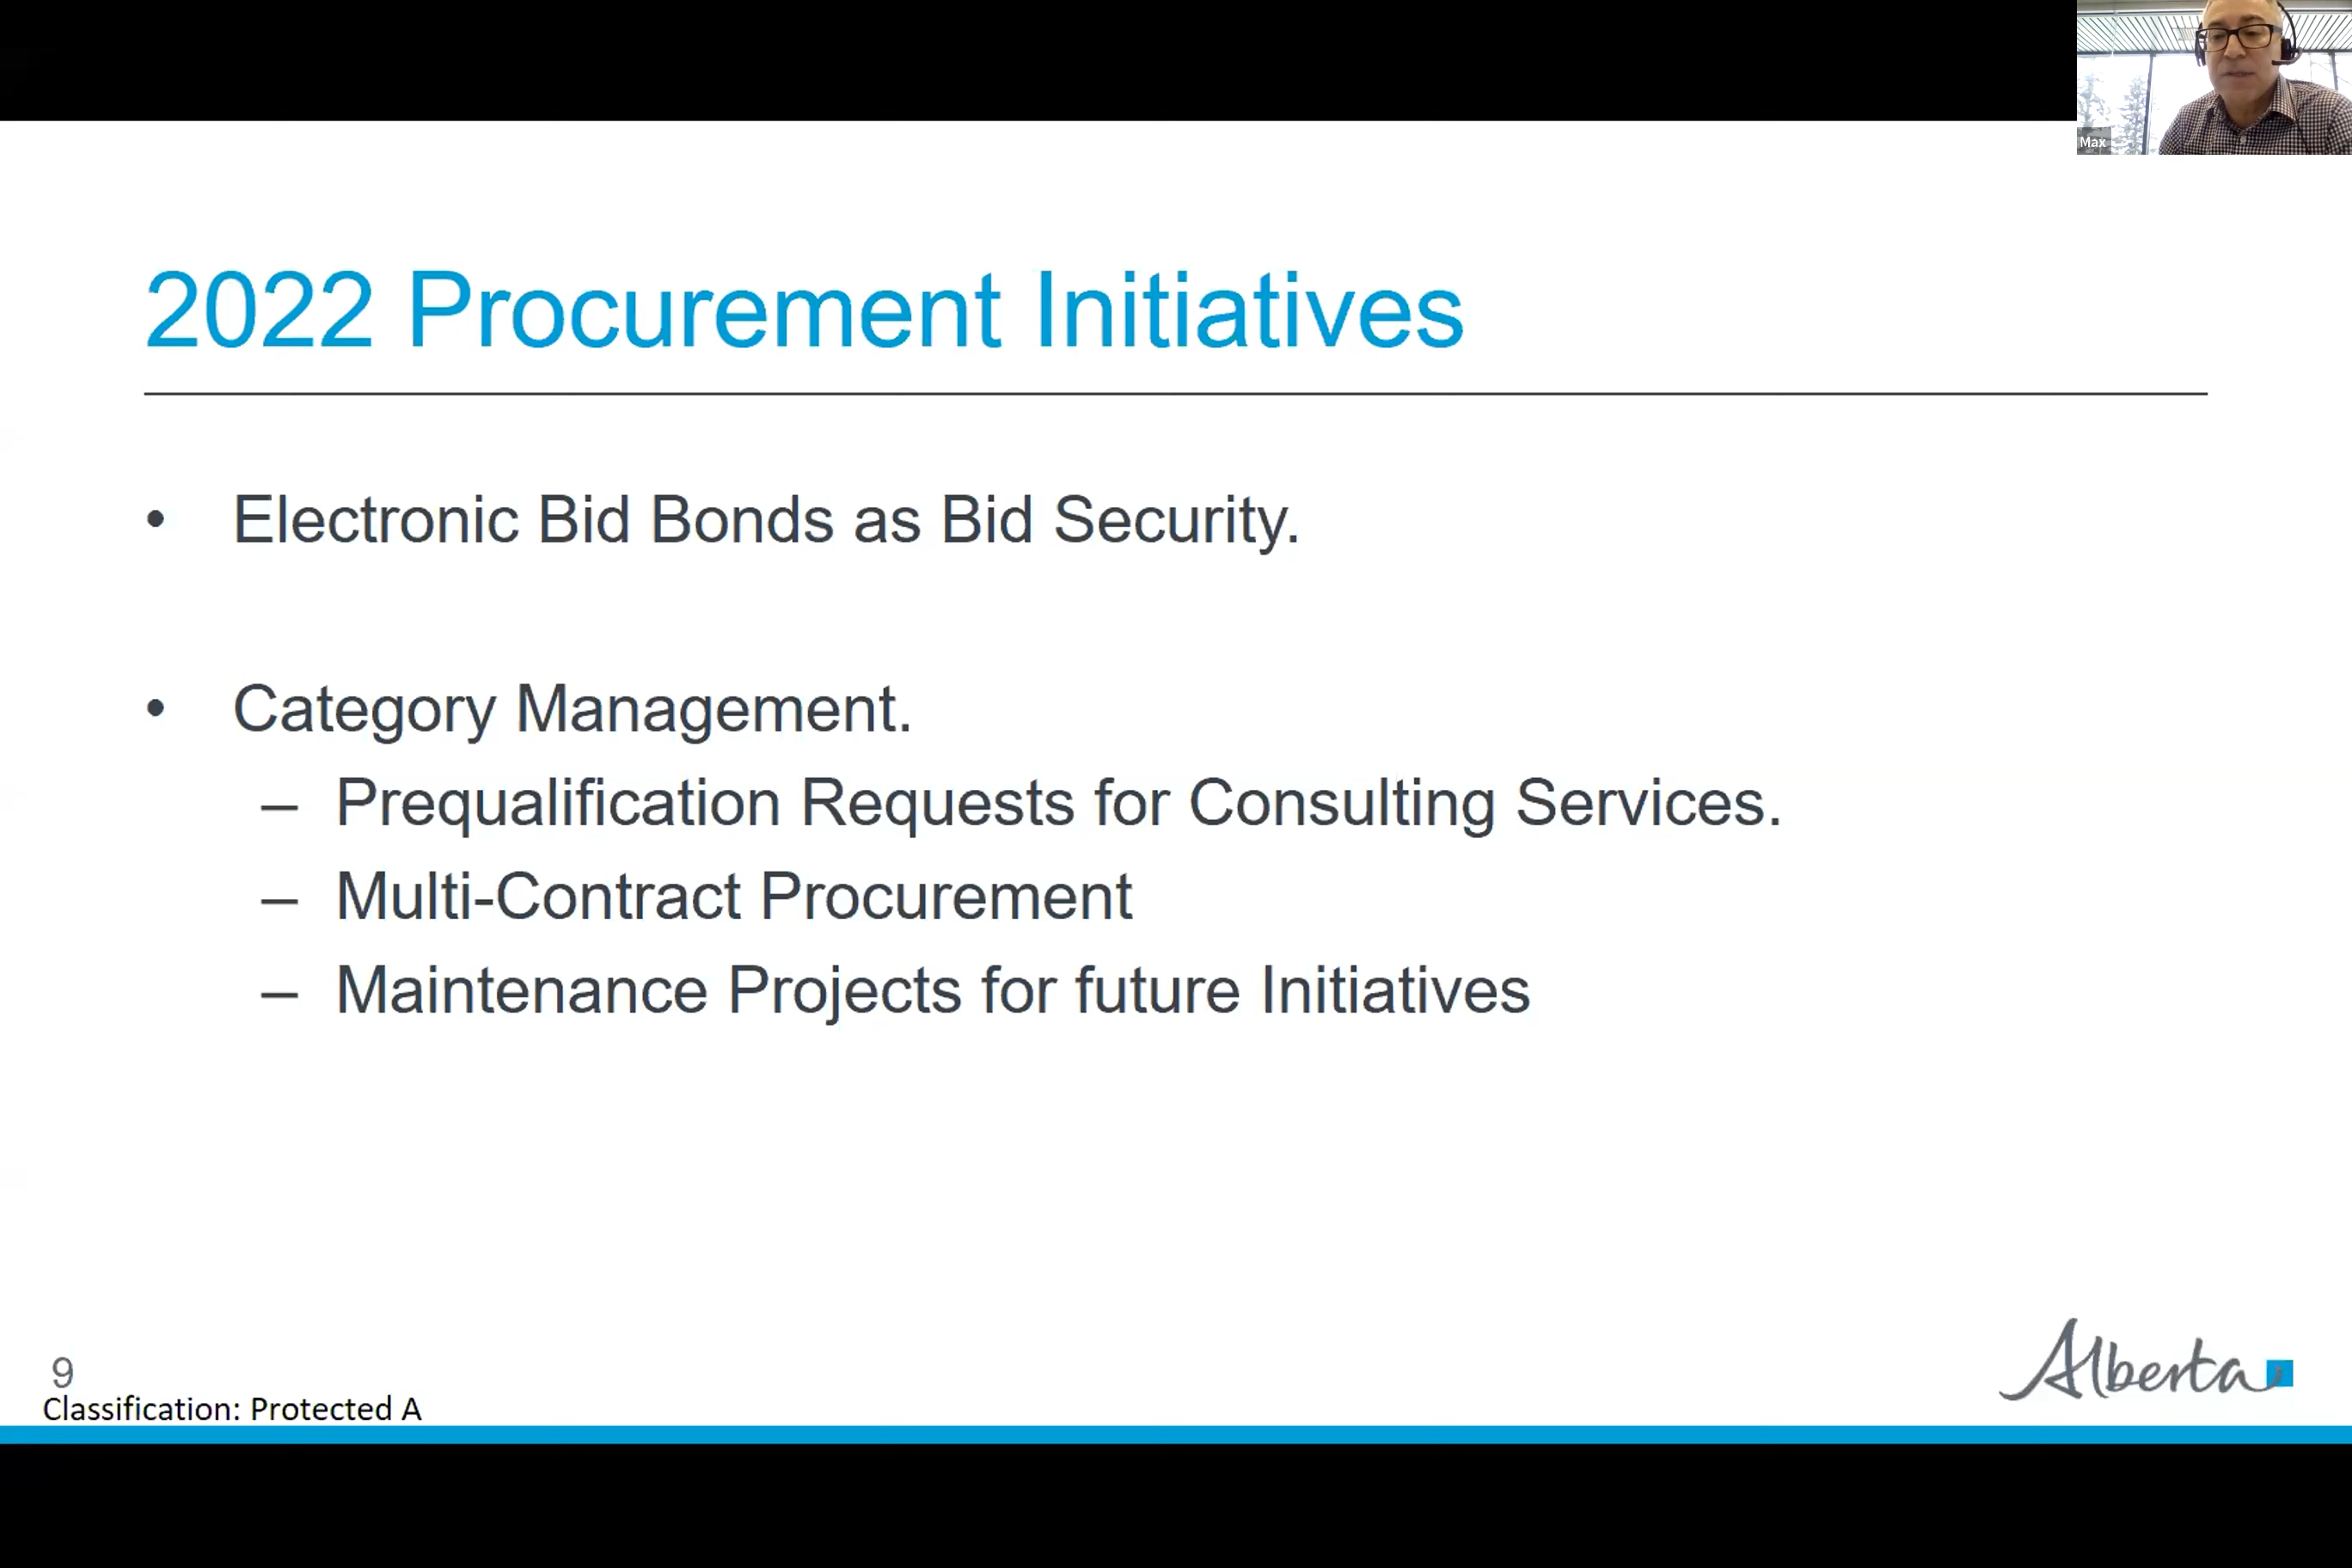 Max
2022 Procurement Initiatives
• Electronic Bid Bonds as Bid Security.
• Category Management.
– Prequalification Requests for Consulting Services.
– Multi-Contract Procurement
– Maintenance Projects for future Initiatives
9
Classification: Protected A
Alberta